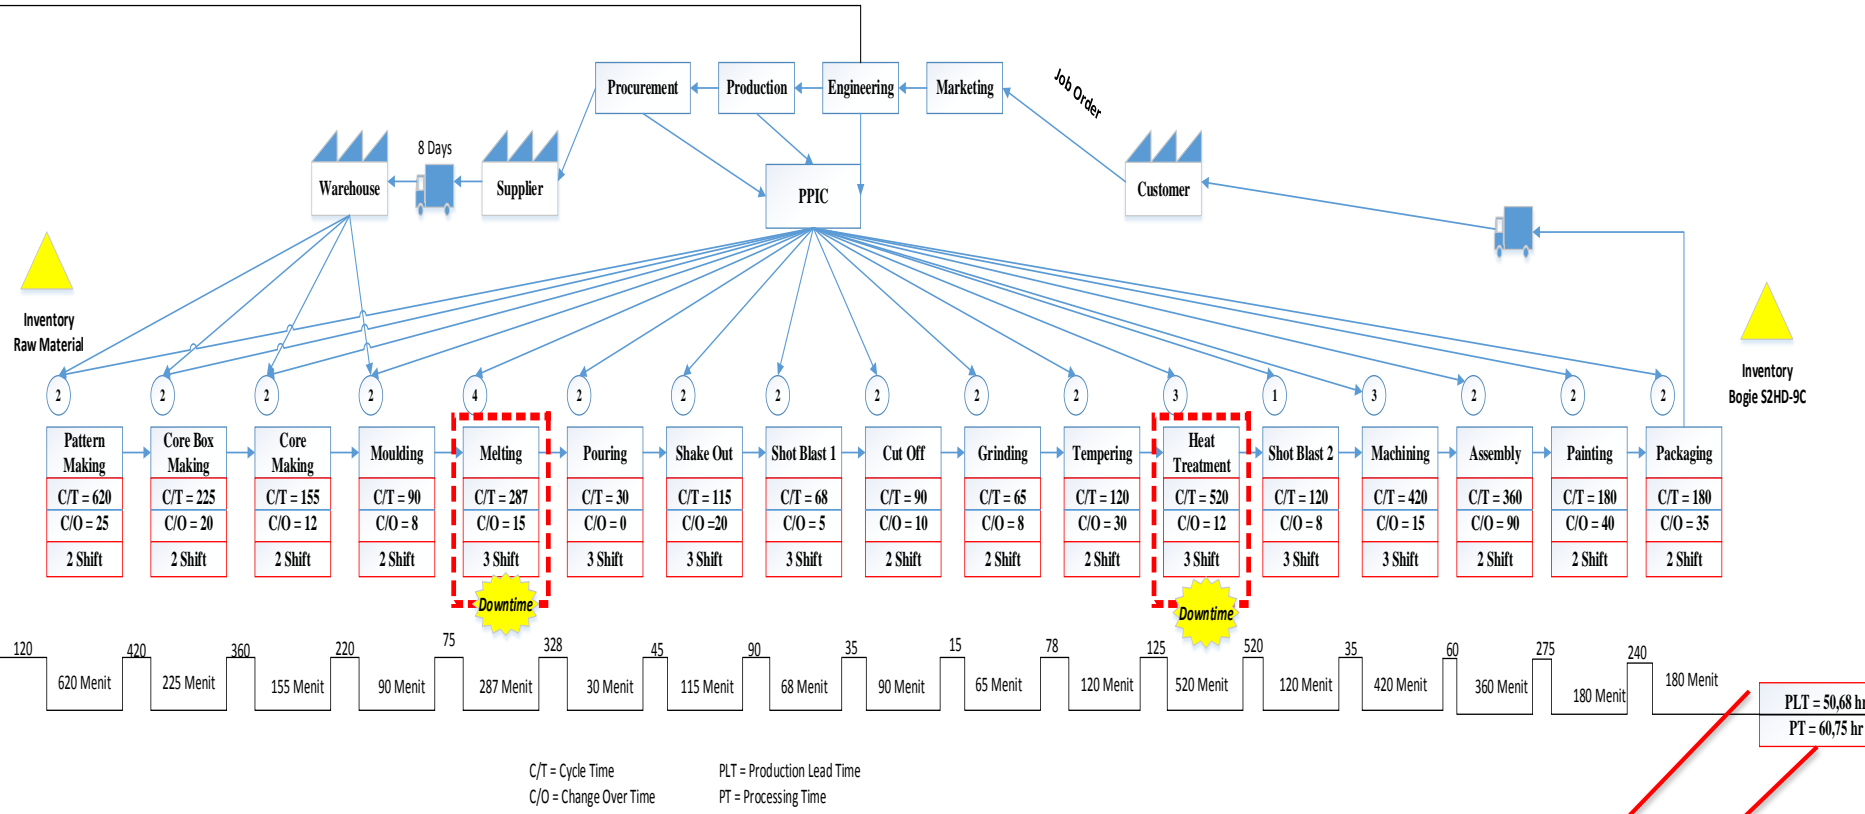 Procurement
Production
Engineering
Marketing
Job Order
8 Days
Warehouse
Supplier
PPIC
Customer
Inventory
Raw Material
Inventory
Bogie S2HD-9C
2
2
2
2
4
2
2
2
2
2
2
3
1
3
2
2
2
Pattern
Making
C/T = 620
C/O = 25
2 Shift
Core Box
Making
C/T = 225
C/O = 20
2 Shift
Core
Making
C/T = 155
C/O = 12
2 Shift
Moulding
C/T = 90
C/O = 8
2 Shift
Melting
C/T = 287
C/O = 15
3 Shift
Downtime
Pouring
C/T = 30
C/O = 0
3 Shift
Shake Out
C/T = 115
C/O =20
3 Shift
Shot Blast 1
C/T = 68
C/O = 5
3 Shift
Cut Off
C/T = 90
C/O = 10
2 Shift
Grinding
C/T = 65
C/O = 8
2 Shift
Tempering
C/T = 120
C/O = 30
2 Shift
Heat
Treatment
C/T = 520
C/O = 12
3 Shift
Downtime
Shot Blast 2
C/T = 120
C/O = 8
3 Shift
Machining
C/T = 420
C/O = 15
3 Shift
Assembly
C/T = 360
C/O = 90
2 Shift
Painting
C/T = 180
C/O = 40
2 Shift
Packaging
C/T = 180
C/O = 35
2 Shift
120
420
360
220
75
328
45
90
35
15
78
125
520
35
60
275
240
620 Menit
225 Menit
155 Menit
90 Menit
287 Menit
30 Menit
115 Menit
68 Menit
90 Menit
65 Menit
120 Menit
520 Menit
120 Menit
420 Menit
360 Menit
180 Menit
180 Menit
PLT = 50,68 hr
PT = 60,75 hr
C/T = Cycle Time
C/O = Change Over Time
PLT = Production Lead Time
PT = Processing Time